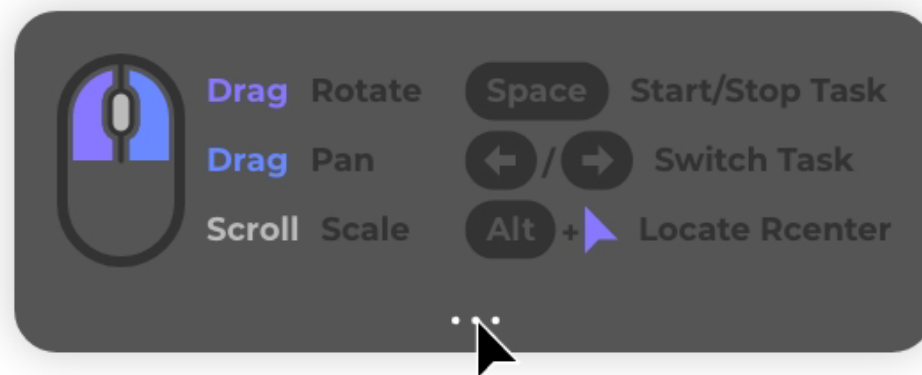 Drag Rotate Space Start/Stop Task
Drag Pan / Switch Task
Scroll Scale Alt + Locate Rcenter
...